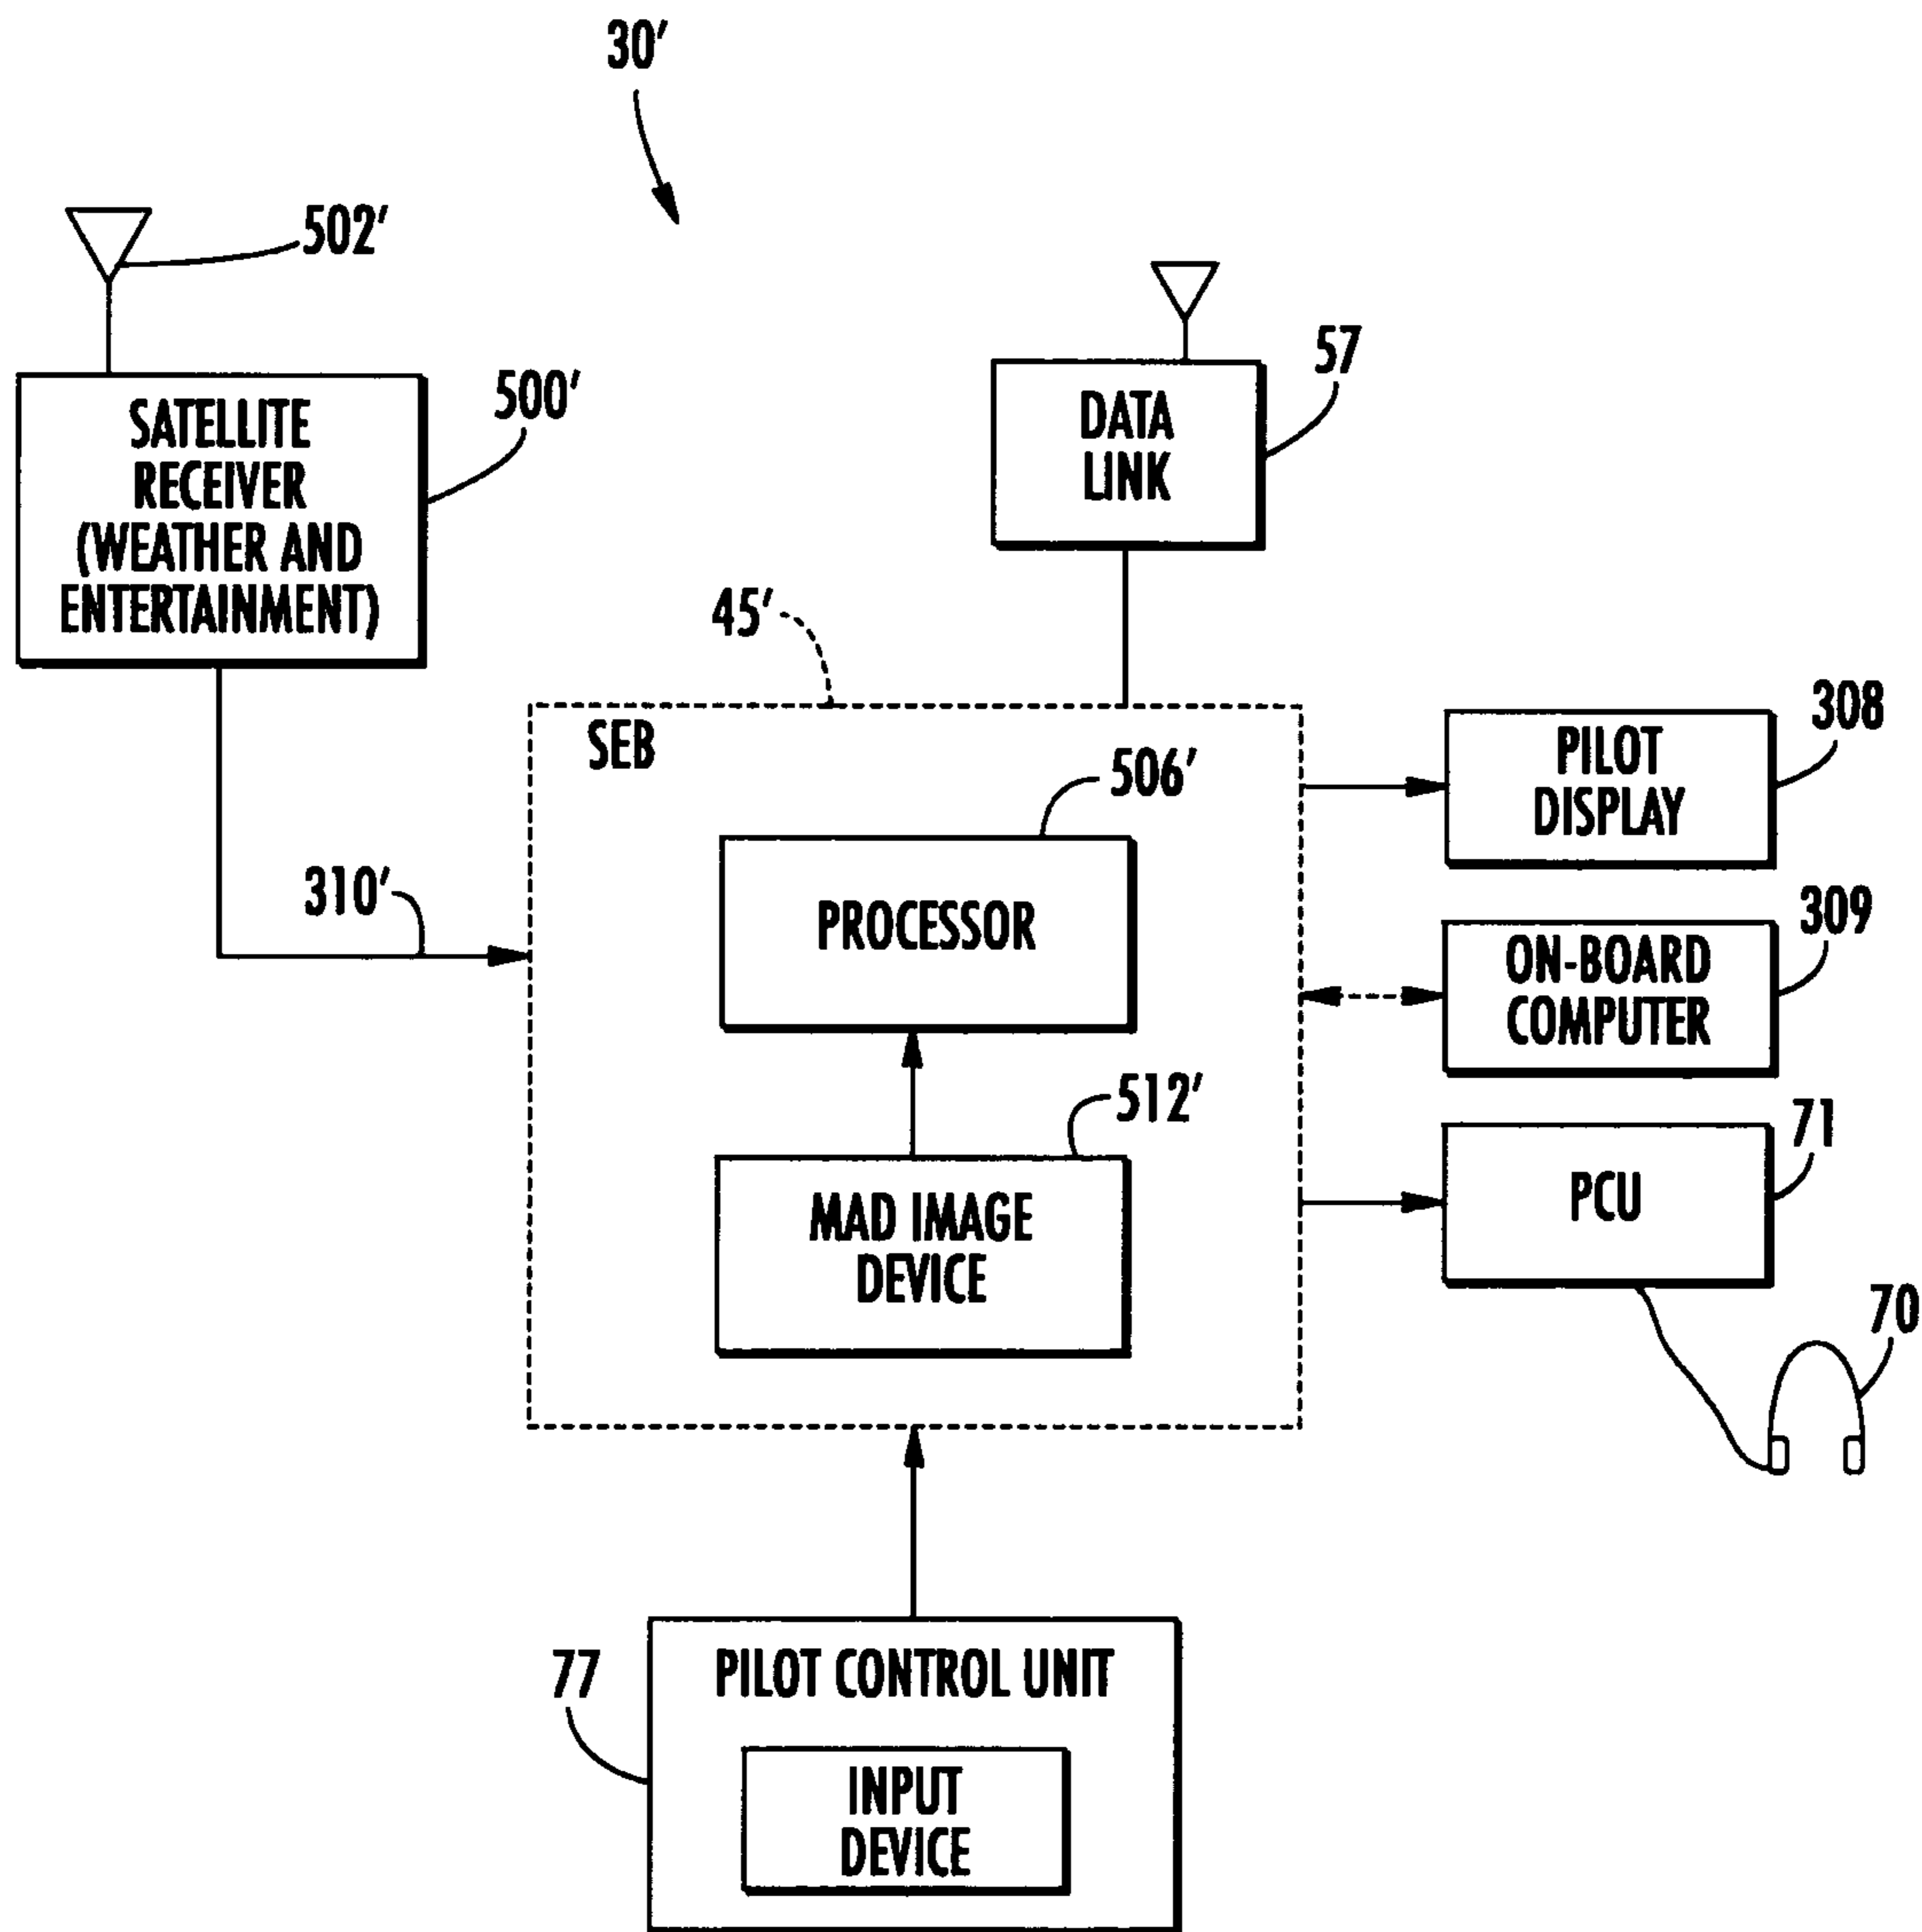 30'
502'
500'
SATELLITE
RECEIVER
(WEATHER AND
ENTERTAINMENT)
57
DATA
LINK
45'
SEB
308
PILOT
DISPLAY
506'
PROCESSOR
310'
309
ON-BOARD
COMPUTER
512'
MAD IMAGE
DEVICE
71
PCU
70
77
PILOT CONTROL UNIT
INPUT
DEVICE